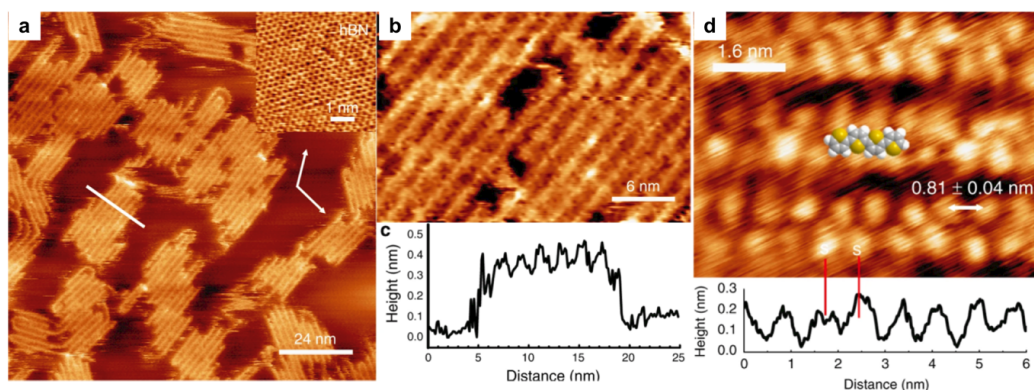 a
hBN
1 nm
24 nm
b
6 nm
c
Height (nm)
0.5
0.4
0.3
0.2
0.1
0.0
0
5
10
15
20
25
Distance (nm)
d
1.6 nm
0.81 ± 0.04 nm
S
Height (nm)
0.3
0.2
0.1
0
0
1
2
3
4
5
6
Distance (nm)